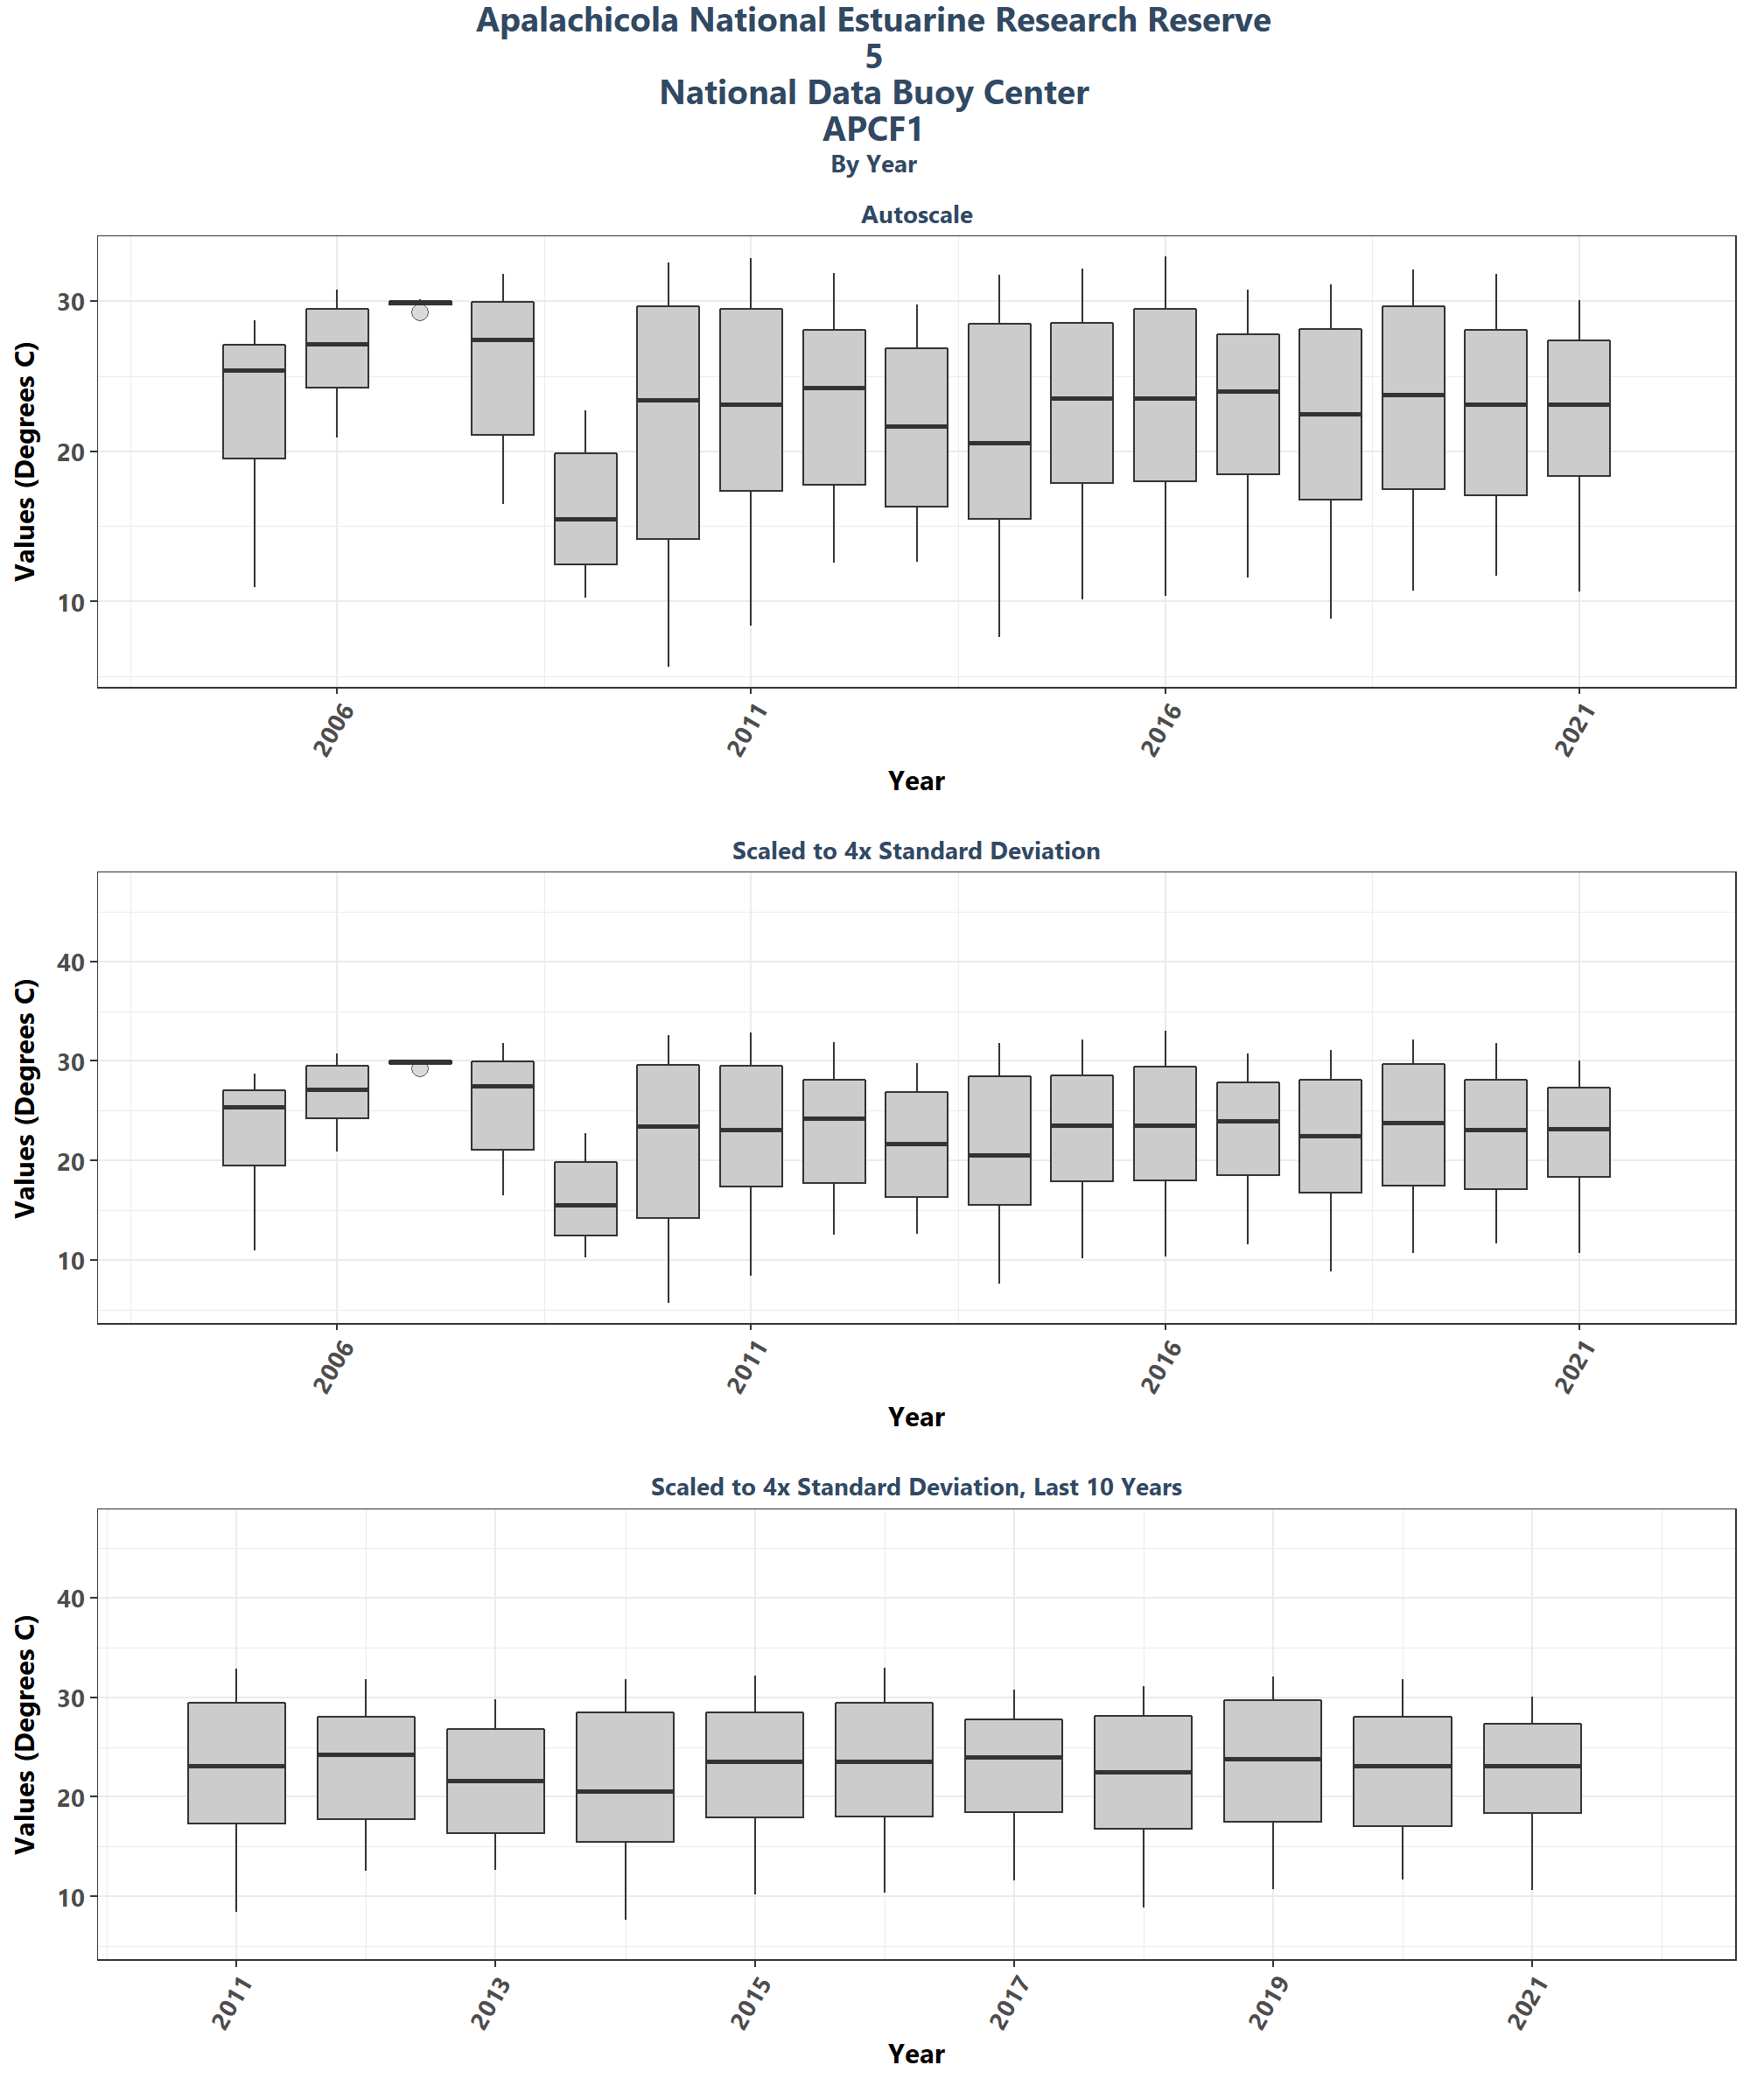 Apalachicola National Estuarine Research Reserve
5
National Data Buoy Center
APCF1
By Year
Autoscale
Values (Degrees C)
30
20
10
2006
2011
2016
2021
Year
Scaled to 4x Standard Deviation
Values (Degrees C)
40
30
20
10
2006
2011
2016
2021
Year
Scaled to 4x Standard Deviation, Last 10 Years
Values (Degrees C)
40
30
20
10
2011
2013
2015
2017
2019
2021
Year